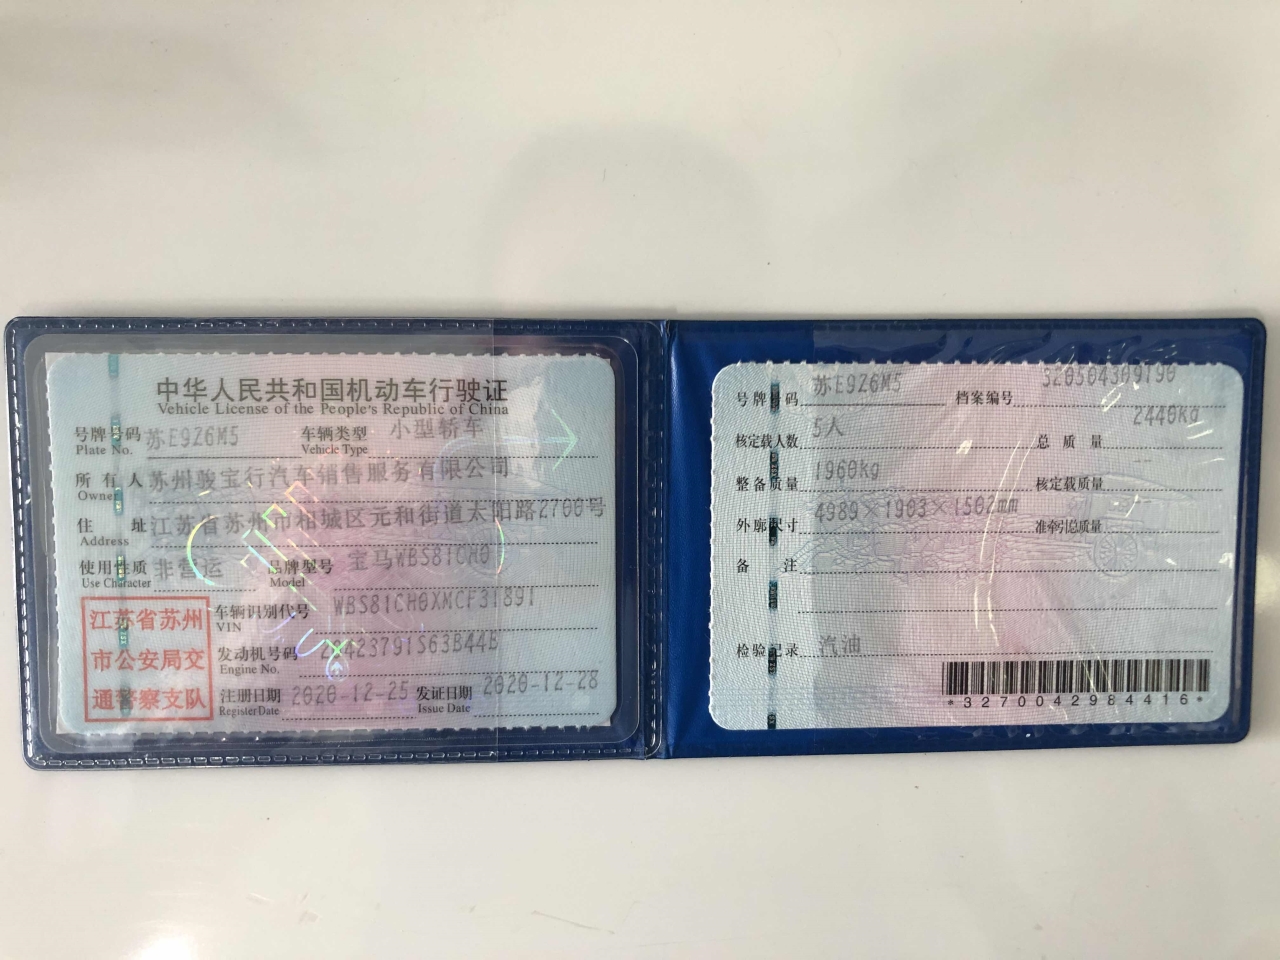 中华人民共和国机动车行驶证
Vehicle License of the People's Republic of China
号牌号码 苏E9Z6M5 车辆类型 小型轿车
Plate No. Vehicle Type
所有人 苏州骏宝行汽车销售服务有限公司
Owner
住址 江苏省苏州市相城区元和街道太阳路2700号
Address
使用性质 非营运 品牌型号 宝马WBS81CH0
Use Character Model
江苏省苏州
市公安局交
通警察支队
车辆识别代号 WBS81CH0XMCF31891
VIN
发动机号码 423791S63B44B
Engine No.
注册日期 2020-12-25 发证日期 2020-12-28
Register Date Issue Date
号牌号码 苏E9Z6M5 档案编号 320504309190
核定载人数 5人 总质量 2440kg
整备质量 1960kg 核定载质量 --
外廓尺寸 4989×1903×1502mm 准牵引总质量 --
备注
检验记录 汽油
*3270042984416*